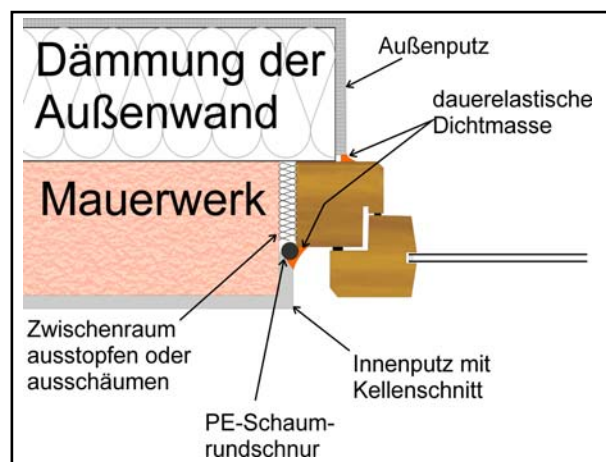 Dämmung der
Außenwand
Außenputz
dauerelastische
Dichtmasse
Mauerwerk
Zwischenraum
ausstopfen oder
ausschäumen
Innenputz mit
Kellenschnitt
PE-Schaum-
rundschnur